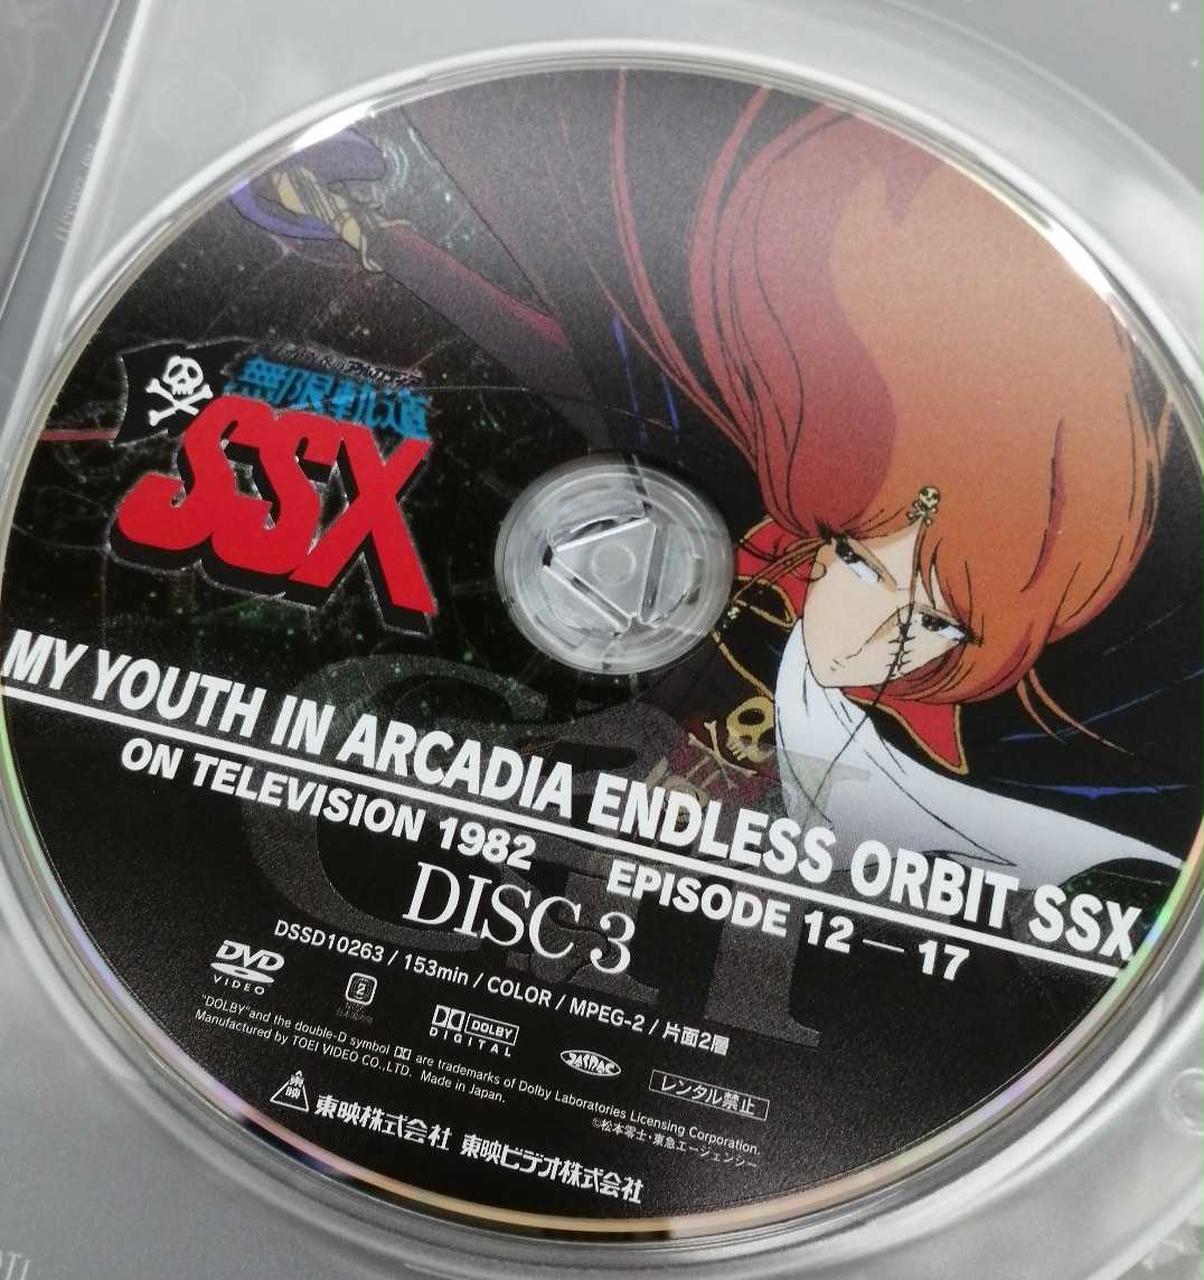 無限軌道
SSX
MY YOUTH IN ARCADIA ENDLESS ORBIT SSX
ON TELEVISION 1982 EPISODE 12 — 17
DISC 3
DSSD10263 / 153min / COLOR / MPEG-2 / 片面2層
DVD
VIDEO
2
DOLBY
DIGITAL
JASRAC
レンタル禁止
"DOLBY"and the double-D symbol are trademarks of Dolby Laboratories Licensing Corporation.
Manufactured by TOEI VIDEO CO.,LTD. Made in Japan.
©松本零士・東急エージェンシー
東映
東映株式会社 東映ビデオ株式会社